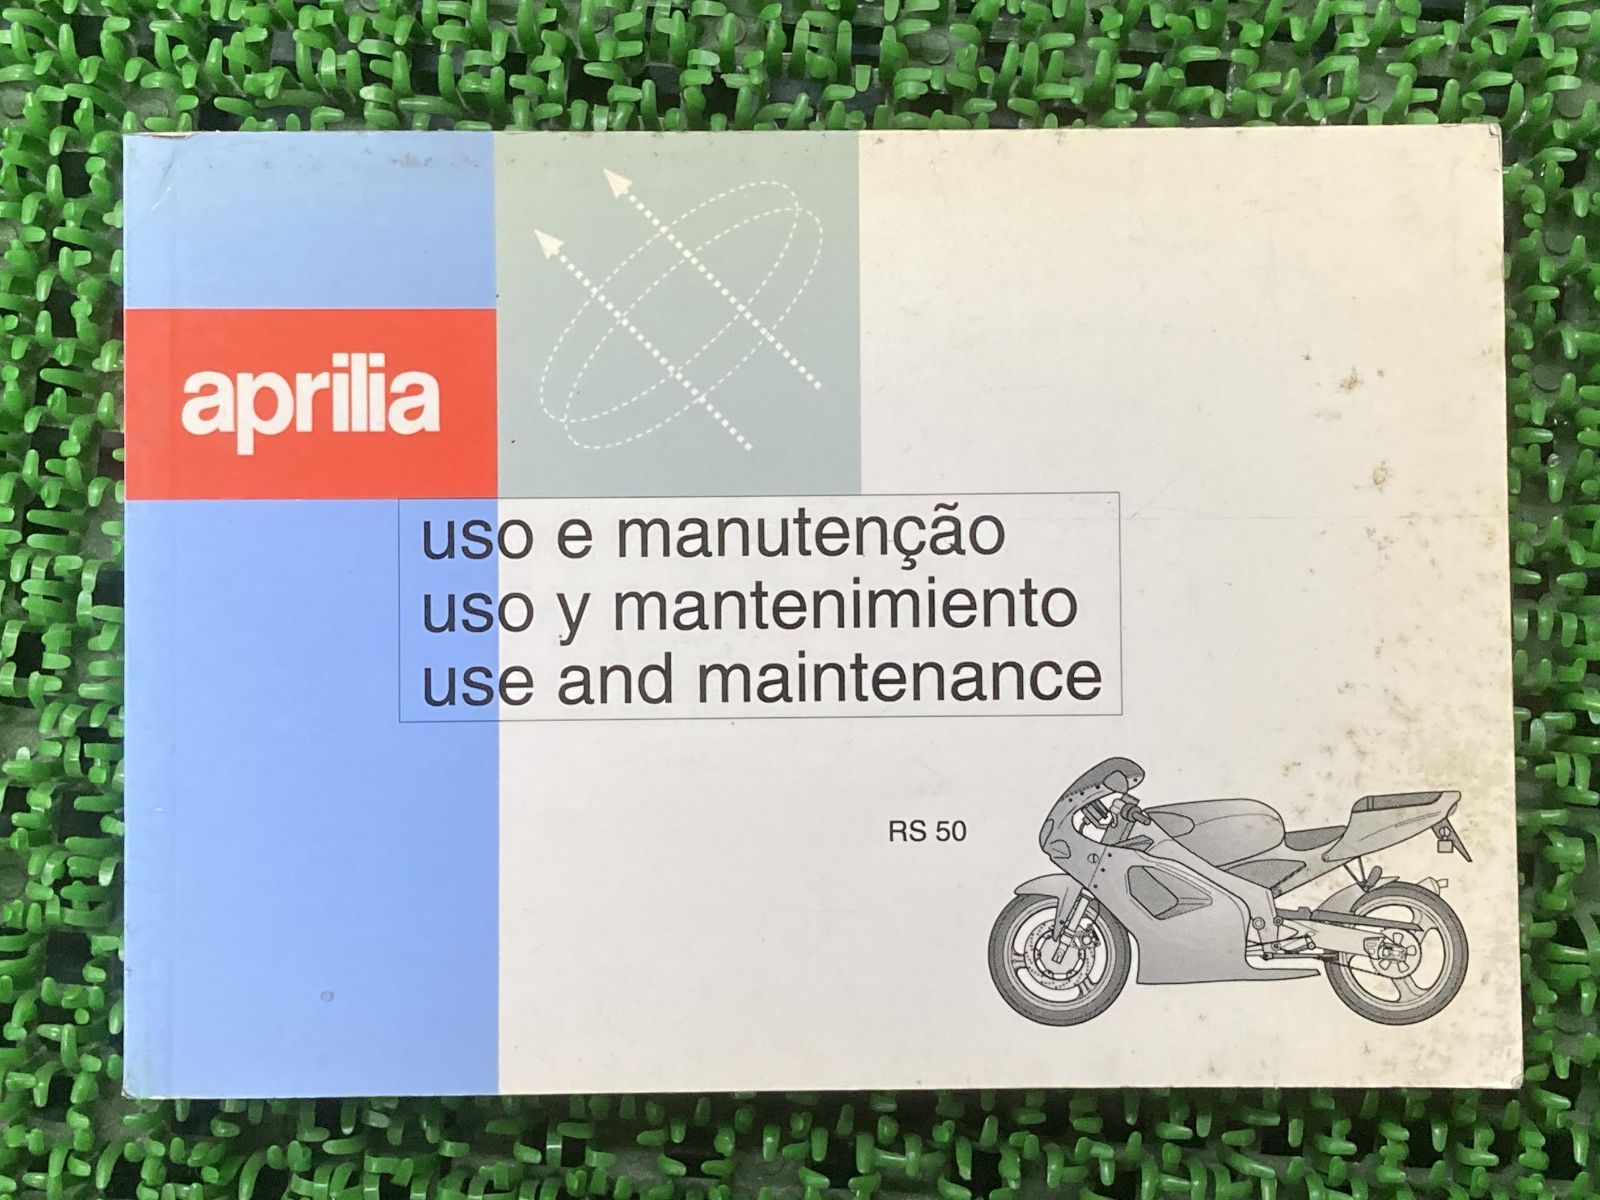 aprilia
uso e manutenção
uso y mantenimiento
use and maintenance
RS 50